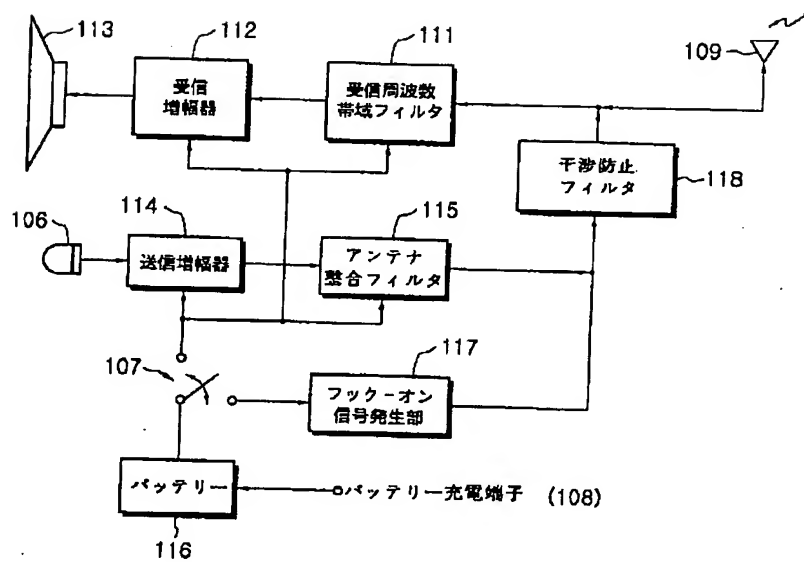 113
112
111
109
受信
増幅器
受信周波数
帯域フィルタ
干渉防止
フィルタ
118
106
114
115
送信増幅器
アンテナ
整合フィルタ
107
117
フックーオン
信号発生部
バッテリー
バッテリー充電端子 (108)
116